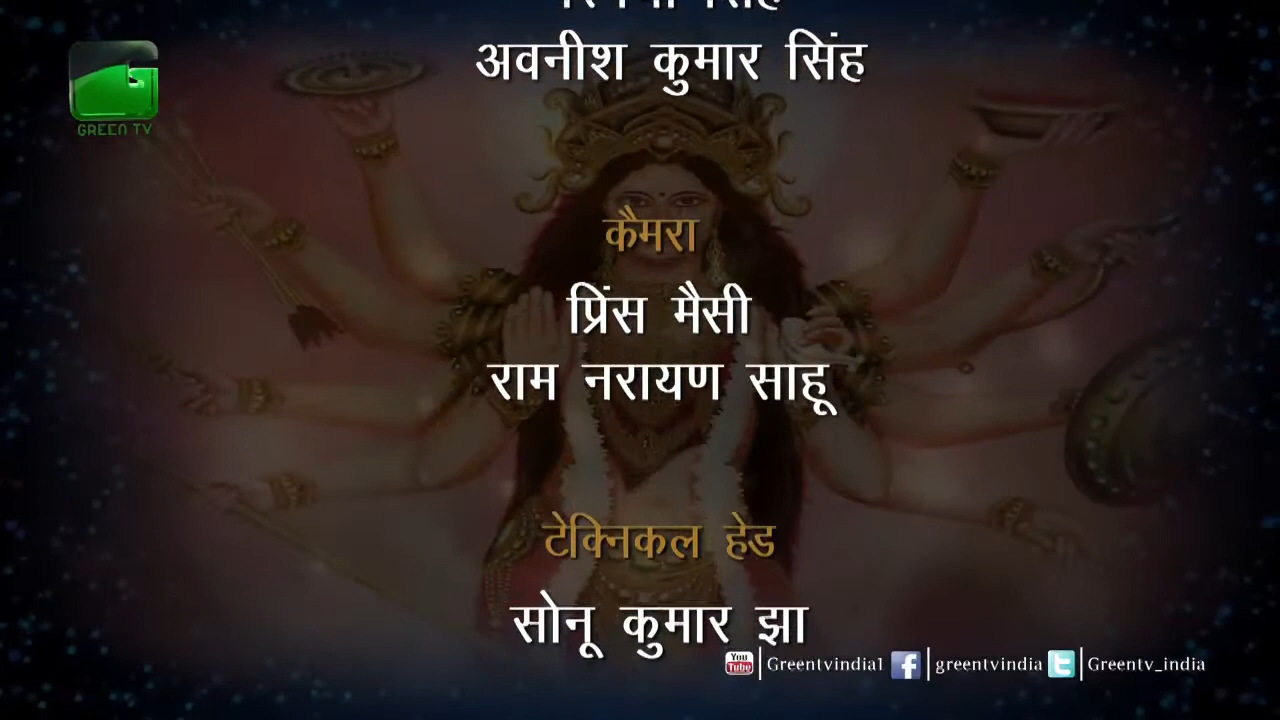 अवनीश कुमार सिंह
GREEN TV
कैमरा
प्रिंस मैसी
राम नरायण साहू
टेक्निकल हेड
सोनू कुमार झा
You Tube Greentvindia1 f greentvindia t Greentv_india